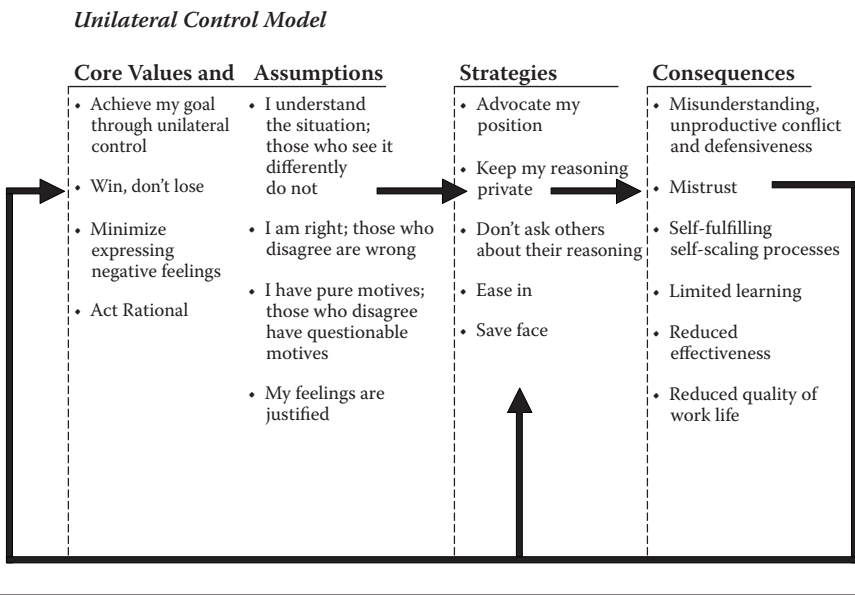 Unilateral Control Model
Core Values and Assumptions
• Achieve my goal
through unilateral
control
• Win, don't lose
• Minimize
expressing
negative feelings
• Act Rational
• I understand
the situation;
those who see it
differently
do not
• I am right; those who
disagree are wrong
• I have pure motives;
those who disagree
have questionable
motives
• My feelings are
justified
Strategies
• Advocate my
position
• Keep my reasoning
private
• Don't ask others
about their reasoning
• Ease in
• Save face
Consequences
• Misunderstanding,
unproductive conflict
and defensiveness
• Mistrust
• Self-fulfilling
self-scaling processes
• Limited learning
• Reduced
effectiveness
• Reduced quality of
work life